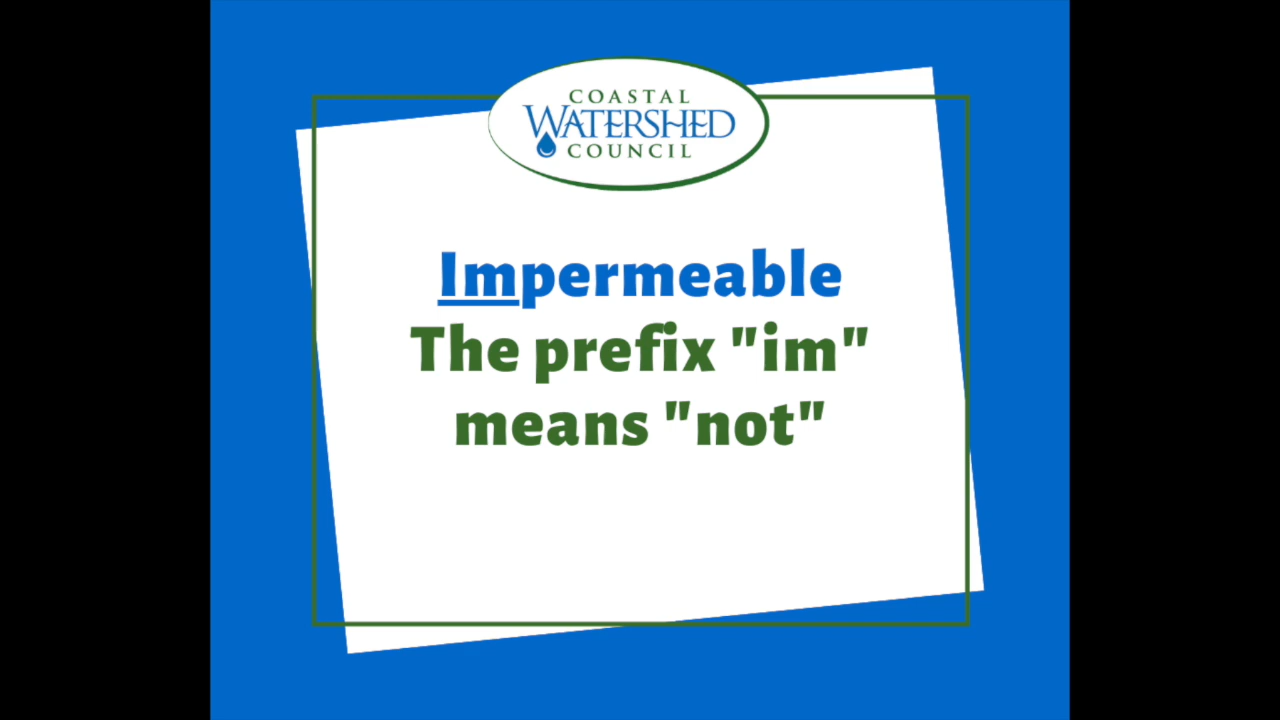 COASTAL
WATERSHED
COUNCIL
Impermeable
The prefix "im"
means "not"